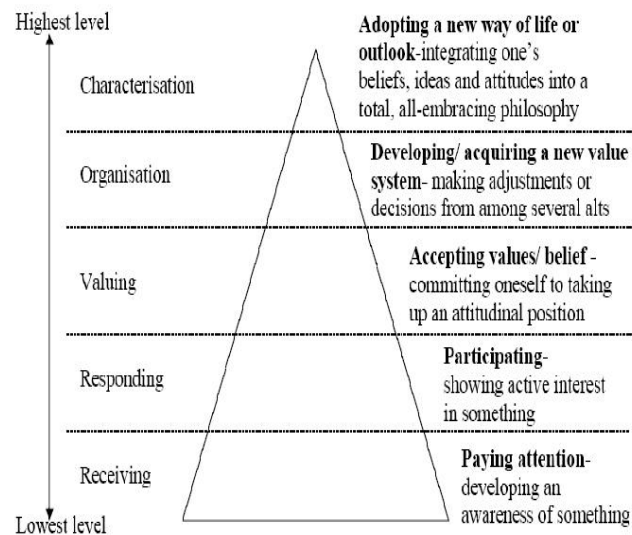 Highest level
Characterisation
Adopting a new way of life or
outlook-integrating one's
beliefs, ideas and attitudes into a
total, all-embracing philosophy
Organisation
Developing/ acquiring a new value
system- making adjustments or
decisions from among several alts
Valuing
Accepting values/ belief -
committing oneself to taking
up an attitudinal position
Responding
Participating-
showing active interest
in something
Receiving
Paying attention-
developing an
awareness of something
Lowest level